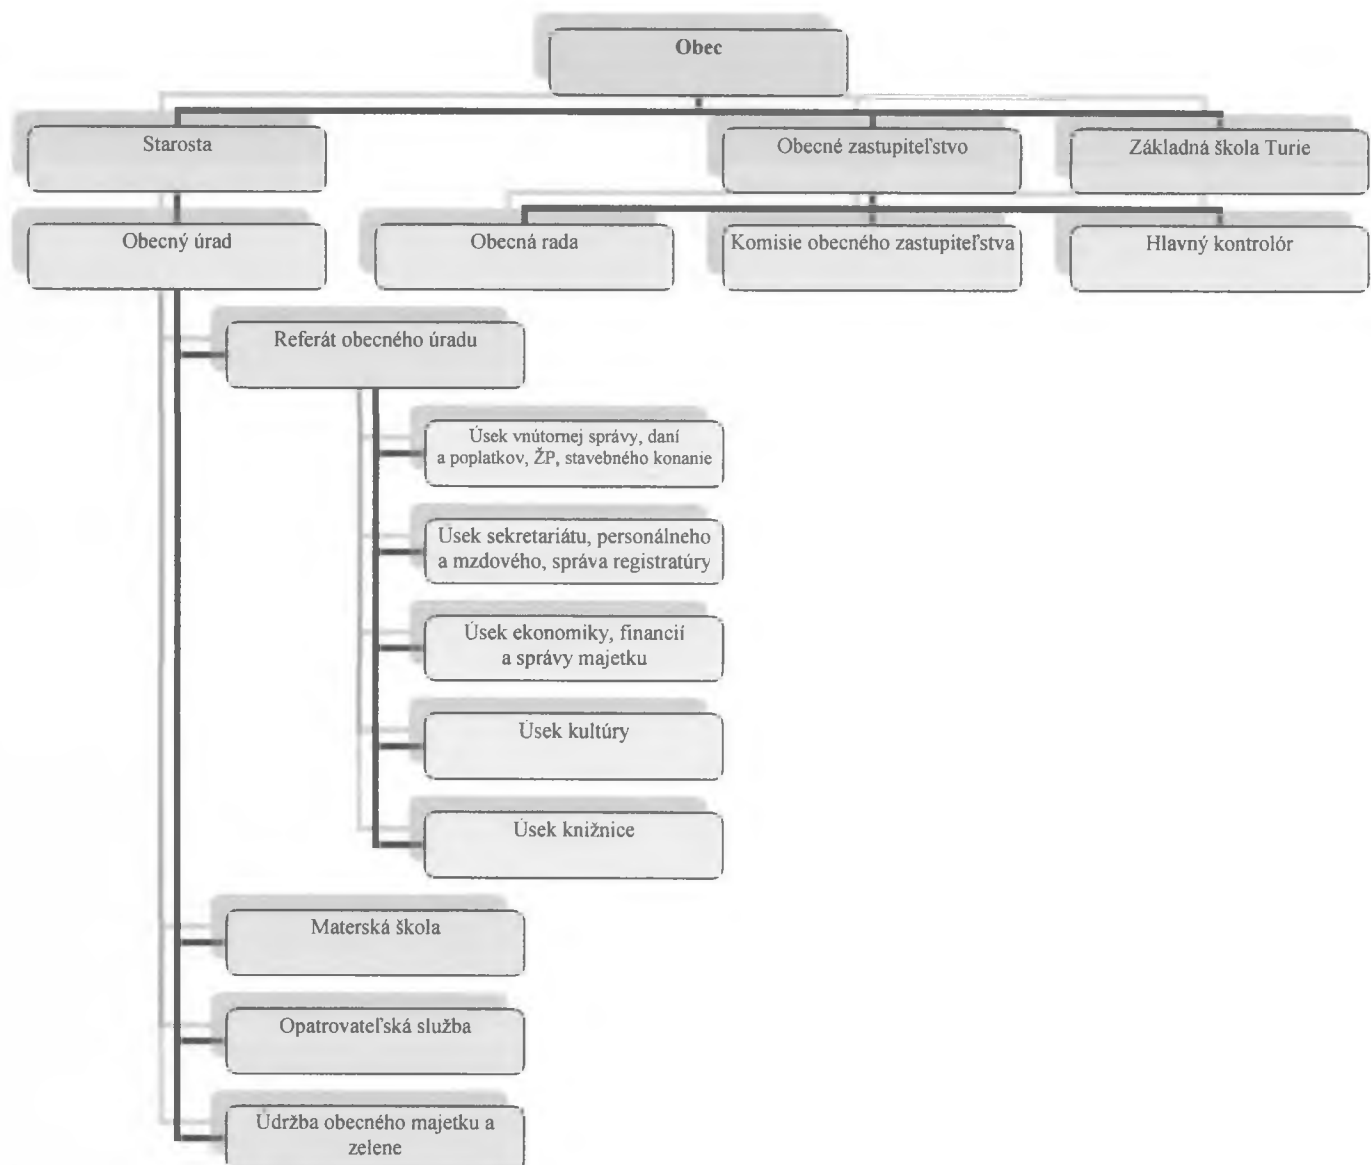 Obec
Starosta
Obecné zastupiteľstvo
Základná škola Turie
Obecný úrad
Obecná rada
Komisie obecného zastupiteľstva
Hlavný kontrolór
Referát obecného úradu
Úsek vnútornej správy, daní
a poplatkov, ŽP, stavebného konanie
Úsek sekretariátu, personálneho
a mzdového, správa registratúry
Úsek ekonomiky, financií
a správy majetku
Úsek kultúry
Úsek knižnice
Materská škola
Opatrovateľská služba
Údržba obecného majetku a
zelene